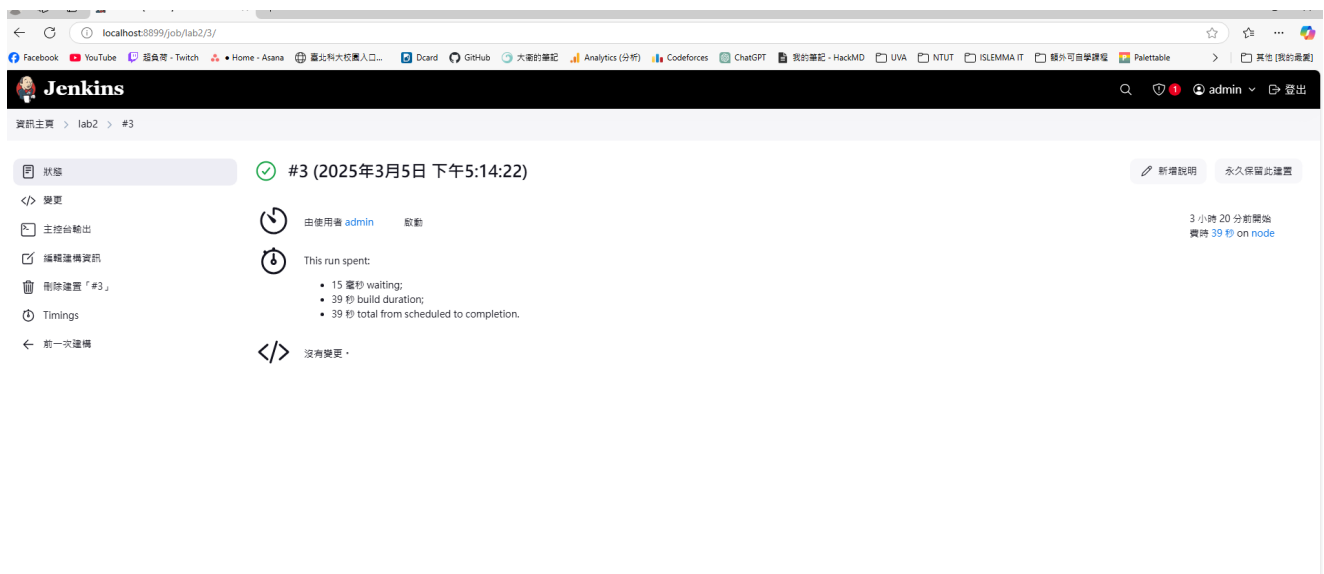 localhost:8899/job/lab2/3/
Facebook YouTube 超負荷 - Twitch ● Home - Asana 臺北科大校園入口... Dcard GitHub 大衛的筆記 Analytics (分析) Codeforces ChatGPT 我的筆記 - HackMD UVA NTUT ISLEMMA IT 額外可自學課程 Palettable 其他 [我的最愛]
Jenkins 1 admin 登出
資訊主頁 > lab2 > #3
狀態
變更
主控台輸出
編輯建構資訊
刪除建置「#3」
Timings
前一次建構
#3 (2025年3月5日 下午5:14:22)
新增說明 永久保留此建置
由使用者 admin 啟動
3 小時 20 分前開始
費時 39 秒 on node
This run spent:
• 15 毫秒 waiting;
• 39 秒 build duration;
• 39 秒 total from scheduled to completion.
沒有變更。